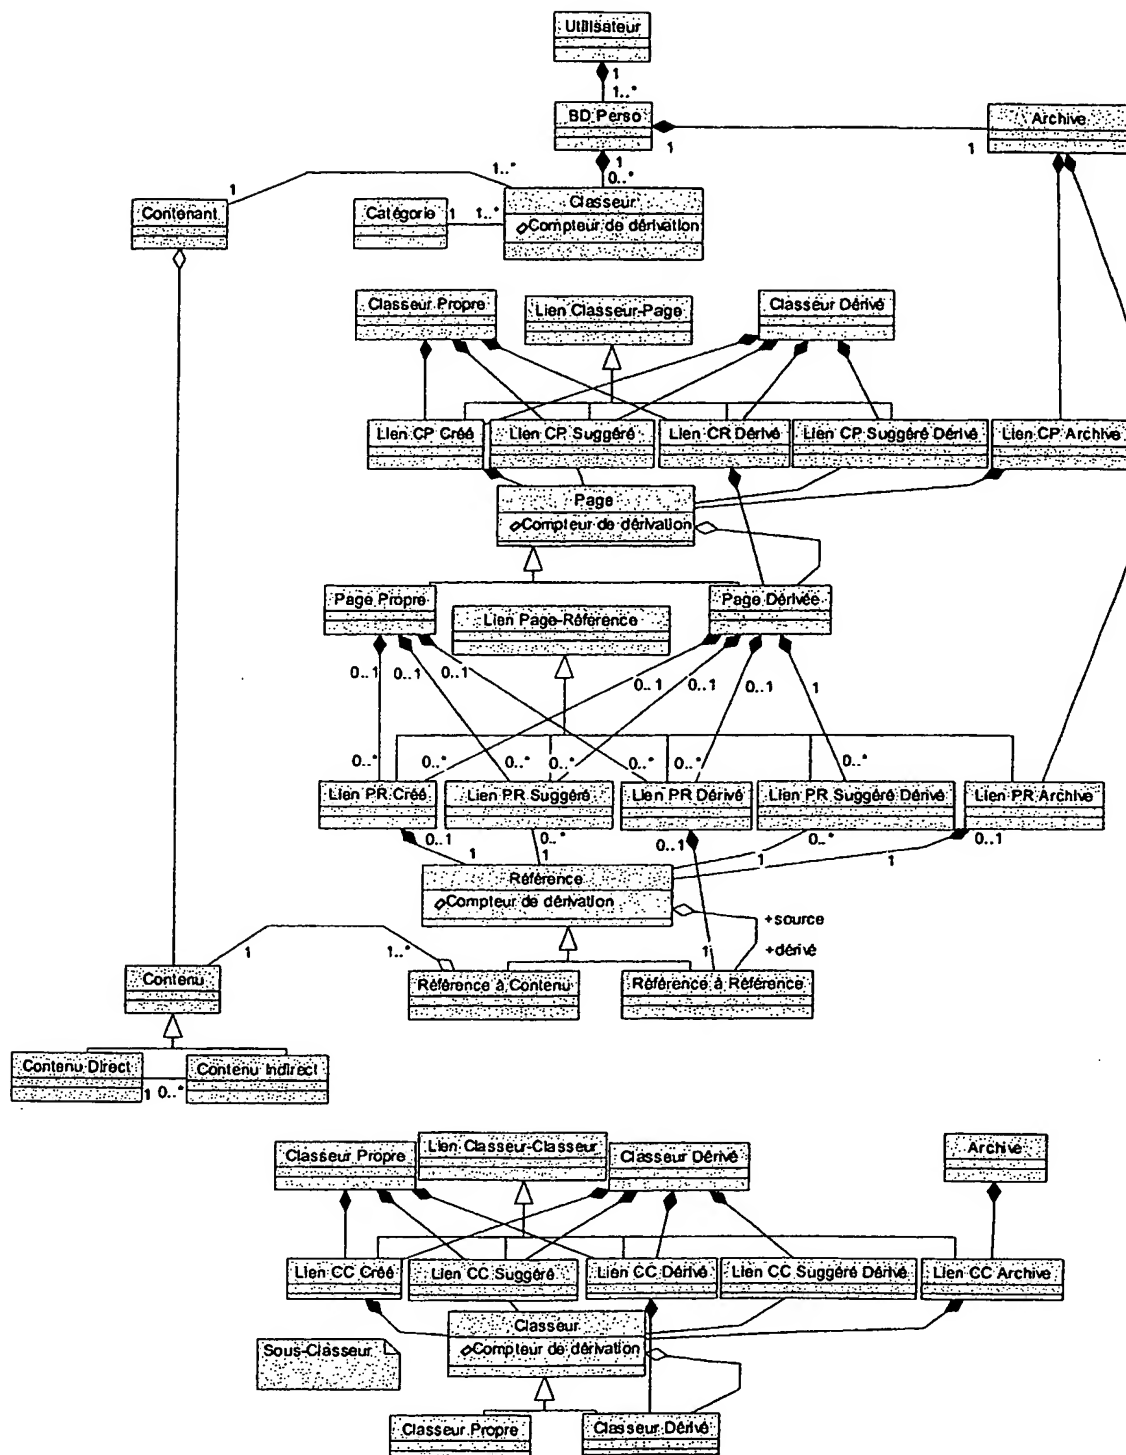 Utilisateur
1
1..*
BD Perso
1
1
Archive
1
0..*
1
1..*
Contenant
Catégorie
1
1..*
Classeur
Compteur de dérivation
Classeur Propre
Lien Classeur-Page
Classeur Dérivé
Lien CP Créé
Lien CP Suggéré
Lien CR Dérivé
Lien CP Suggéré Dérivé
Lien CP Archive
Page
Compteur de dérivation
Page Propre
Lien Page-Référence
Page Dérivée
0..1
0..1
0..1
0..1
0..1
0..1
1
0..*
0..*
0..*
0..*
0..*
0..*
0..*
Lien PR Créé
Lien PR Suggéré
Lien PR Dérivé
Lien PR Suggéré Dérivé
Lien PR Archive
0..1
1
0..*
1
0..1
0..*
1
1
0..1
Référence
Compteur de dérivation
+source
+dérivé
1
1
1..*
Contenu
Référence à Contenu
Référence à Référence
Contenu Direct
1
0..*
Contenu Indirect
Classeur Propre
Lien Classeur-Classeur
Classeur Dérivé
Archive
Lien CC Créé
Lien CC Suggéré
Lien CC Dérivé
Lien CC Suggéré Dérivé
Lien CC Archive
Classeur
Compteur de dérivation
Sous-Classeur
Classeur Propre
Classeur Dérivé